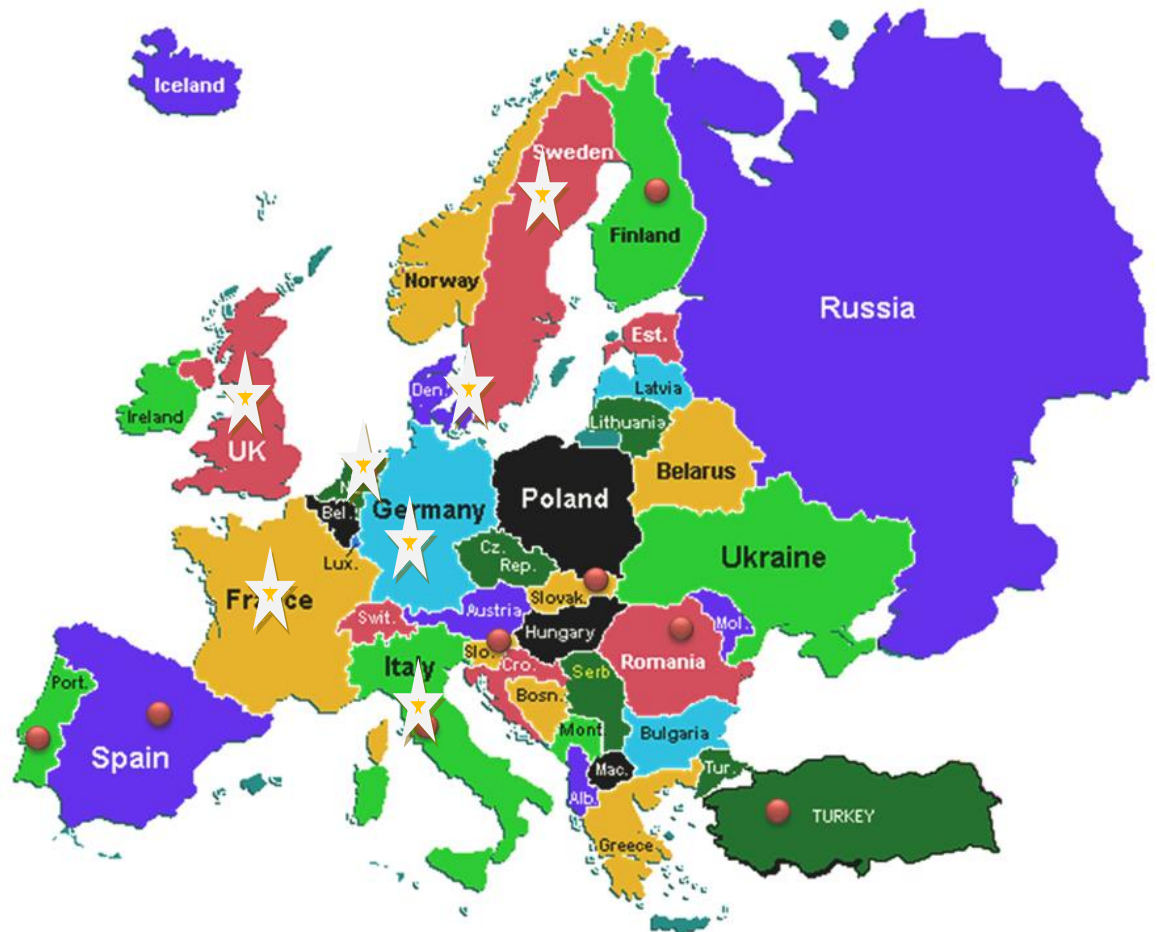 Iceland
Sweden
Finland
Norway
Russia
Est.
Latvia
Den.
Lithuania
Ireland
UK
Belarus
Poland
N
Bel.
Germany
Cz.
Rep.
Ukraine
Lux.
France
Slovak.
Austria
Swit.
Mol.
Hungary
Slo.
Cro.
Italy
Romania
Serb
Port.
Bosn.
Mont.
Bulgaria
Spain
Mac.
Tur.
Alb.
TURKEY
Greece